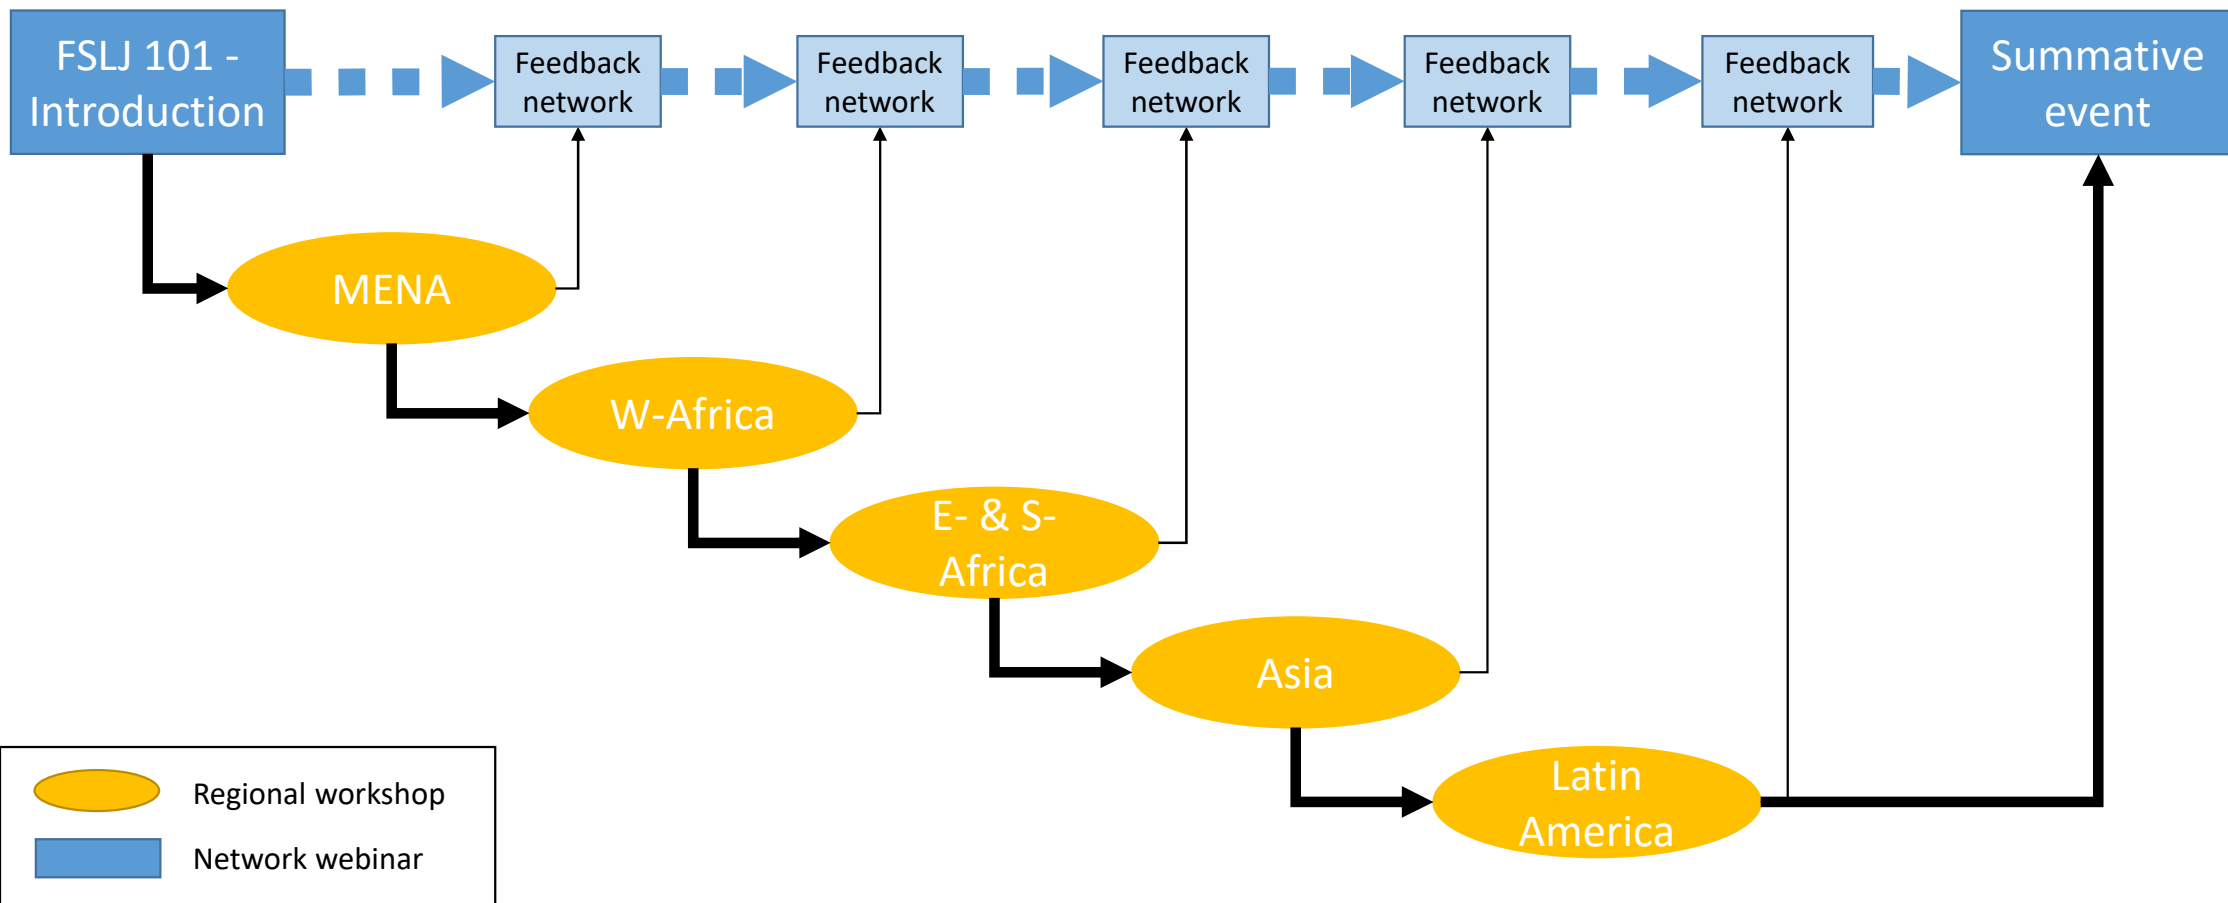 FSLJ 101 -
Introduction
Feedback
network
Feedback
network
Feedback
network
Feedback
network
Feedback
network
Summative
event
MENA
W-Africa
E- & S-
Africa
Asia
Latin
America
Regional workshop
Network webinar